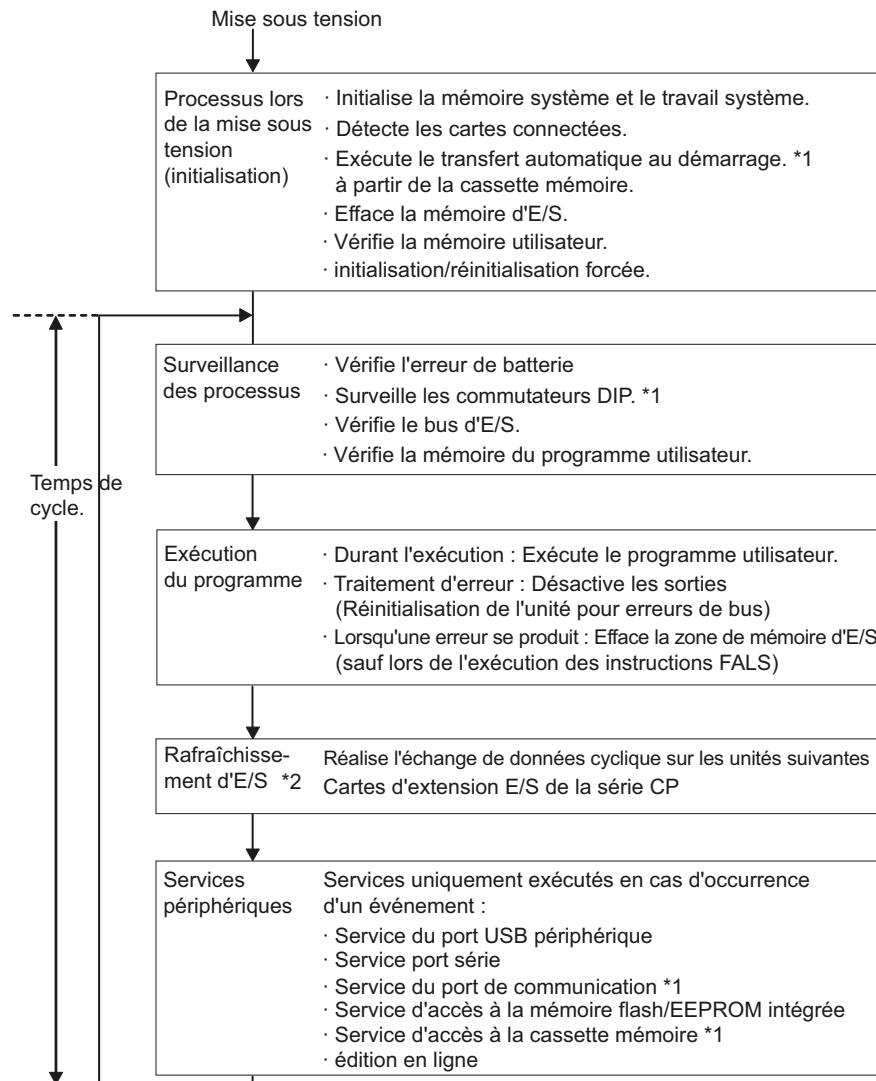 Mise sous tension
Processus lors
de la mise sous
tension
(initialisation)
· Initialise la mémoire système et le travail système.
· Détecte les cartes connectées.
· Exécute le transfert automatique au démarrage. *1
à partir de la cassette mémoire.
· Efface la mémoire d'E/S.
· Vérifie la mémoire utilisateur.
· initialisation/réinitialisation forcée.
Temps de
cycle.
Surveillance
des processus
· Vérifie l'erreur de batterie
· Surveille les commutateurs DIP. *1
· Vérifie le bus d'E/S.
· Vérifie la mémoire du programme utilisateur.
Exécution
du programme
· Durant l'exécution : Exécute le programme utilisateur.
· Traitement d'erreur : Désactive les sorties
(Réinitialisation de l'unité pour erreurs de bus)
· Lorsqu'une erreur se produit : Efface la zone de mémoire d'E/S
(sauf lors de l'exécution des instructions FALS)
Rafraîchisse-
ment d'E/S *2
Réalise l'échange de données cyclique sur les unités suivantes
Cartes d'extension E/S de la série CP
Services
périphériques
Services uniquement exécutés en cas d'occurrence
d'un événement :
· Service du port USB périphérique
· Service port série
· Service du port de communication *1
· Service d'accès à la mémoire flash/EEPROM intégrée
· Service d'accès à la cassette mémoire *1
· édition en ligne